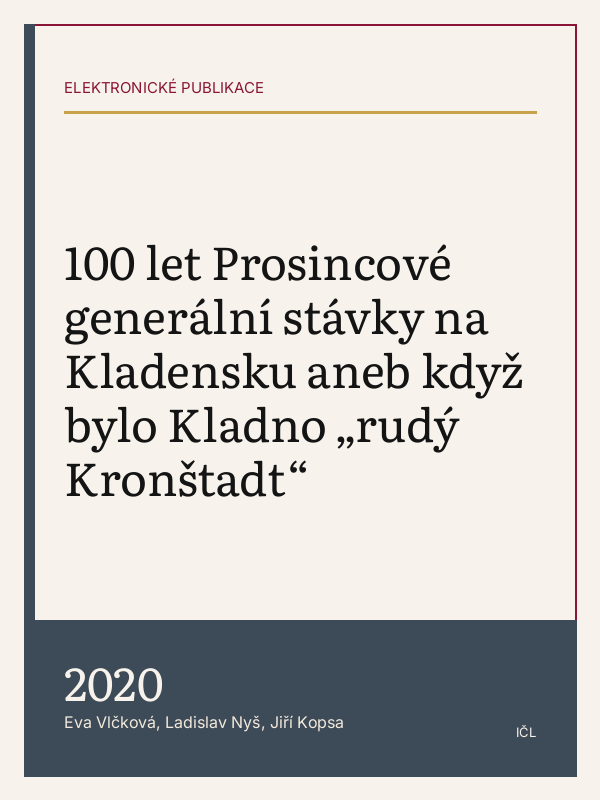 ELEKTRONICKÉ PUBLIKACE
100 let Prosincové
generální stávky na
Kladensku aneb když
bylo Kladno „rudý
Kronštadt“
2020
Eva Vlčková, Ladislav Nyš, Jiří Kopsa
IČL